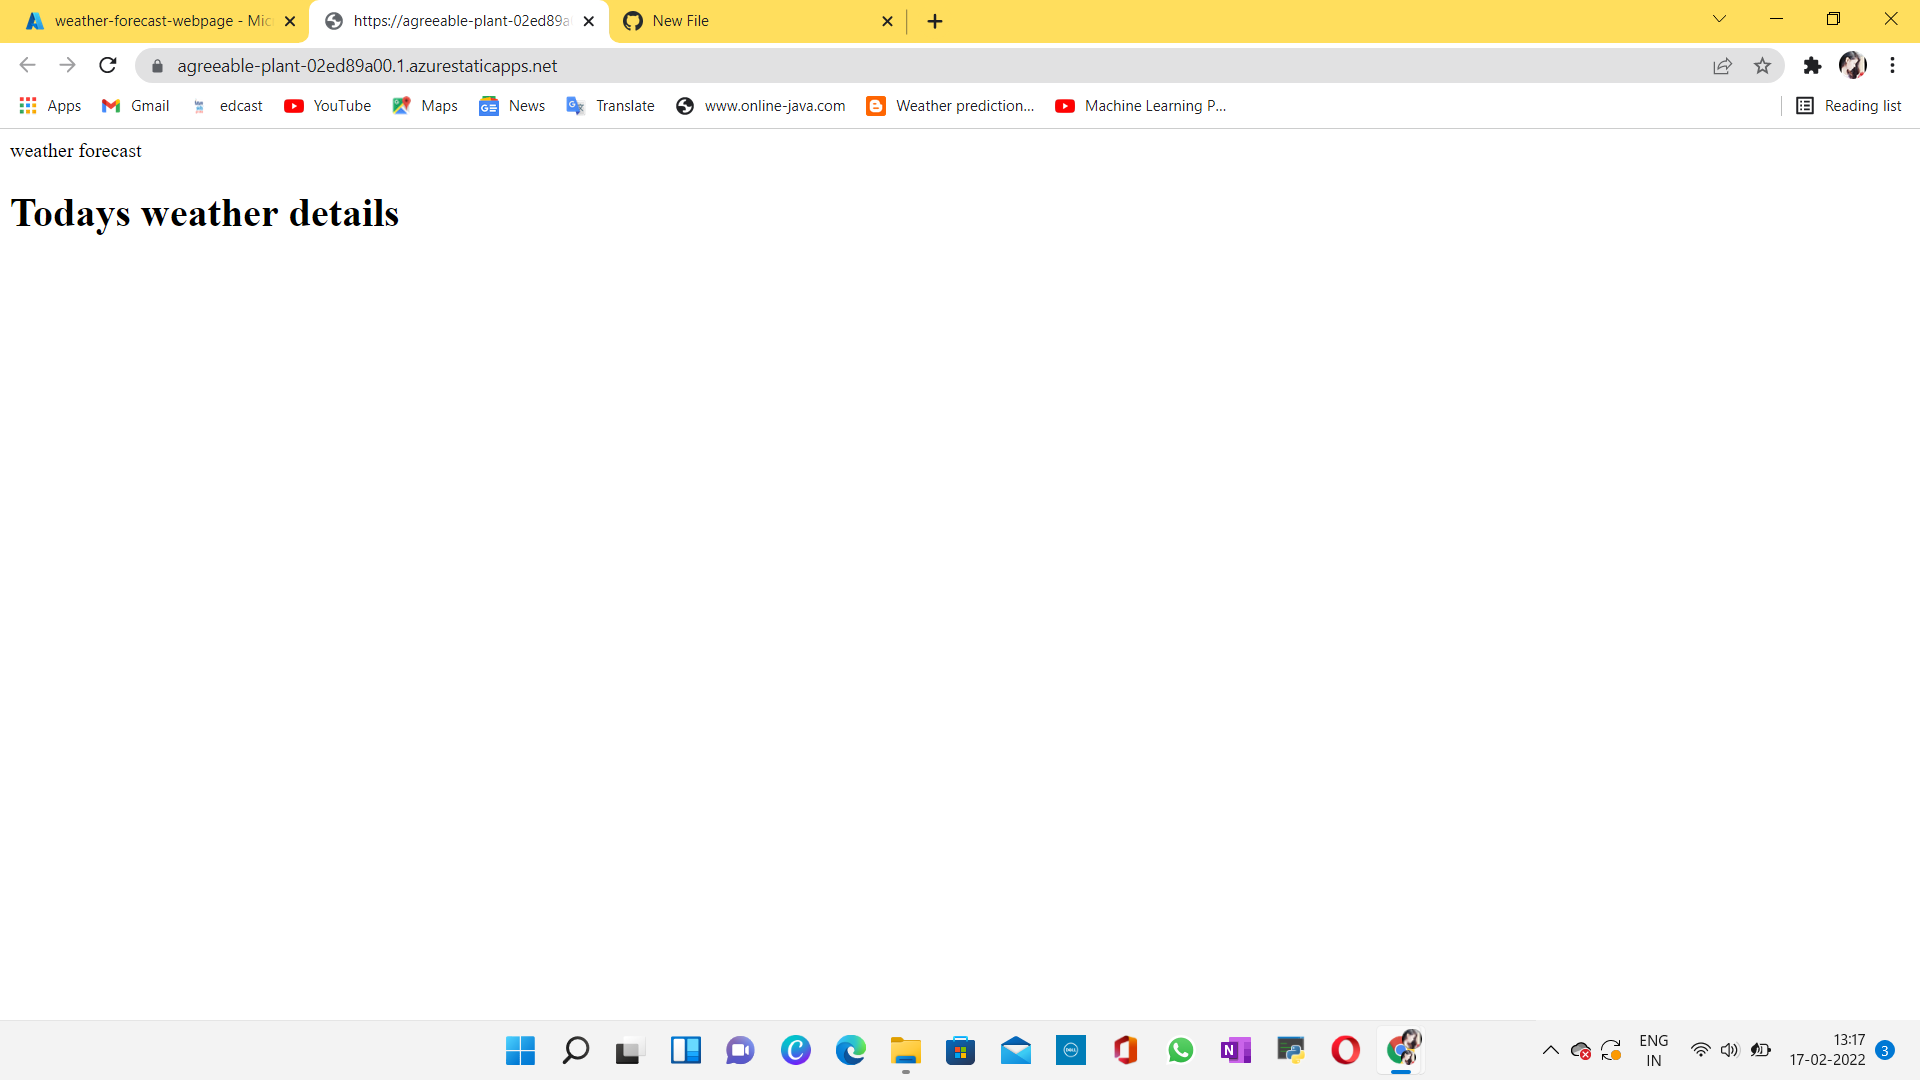 weather-forecast-webpage - Mic
https://agreeable-plant-02ed89a
New File
agreeable-plant-02ed89a00.1.azurestaticapps.net
Apps
Gmail
edcast
YouTube
Maps
News
Translate
www.online-java.com
Weather prediction...
Machine Learning P...
Reading list
weather forecast
Todays weather details
ENG
IN
13:17
17-02-2022
3